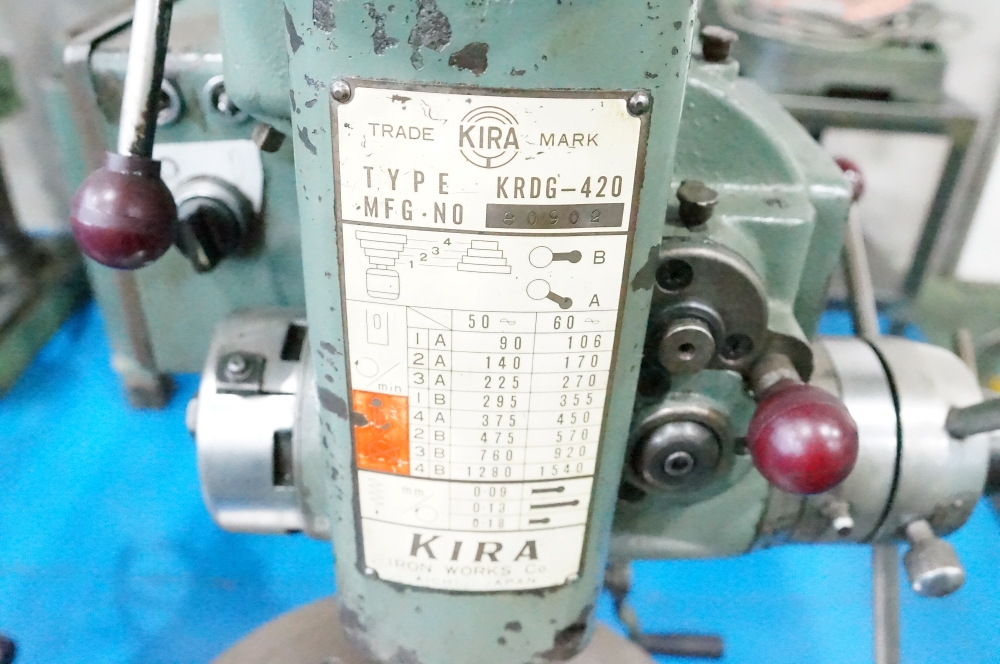 TRADE KIRA MARK
TYPE KRDG-420
MFG·NO 0902
4
3
2
1
B
A
50 ~ 60 ~
1 A 90 106
2 A 140 170
3 A 225 270
min
1 B 295 355
4 A 375 450
2 B 475 570
3 B 760 920
4 B 1280 1540
mm 0·09
0·13
0·18
KIRA
IRON WORKS Co
JAPAN